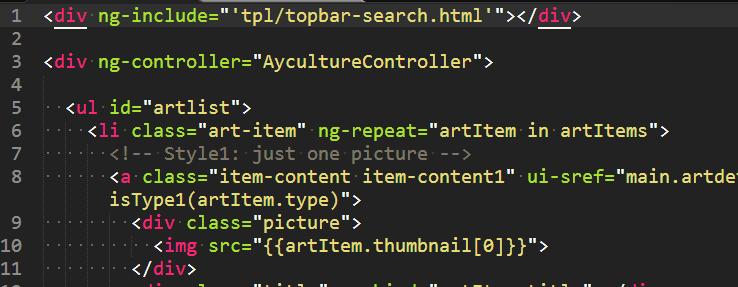 1 <div ng-include="'tpl/topbar-search.html'"></div>
2
3 <div ng-controller="AycultureController">
4
5 <ul id="artlist">
6 <li class="art-item" ng-repeat="artItem in artItems">
7 <!-- Style1: just one picture -->
8 <a class="item-content item-content1" ui-sref="main.artde
isType1(artItem.type)">
9 <div class="picture">
10 <img src="{{artItem.thumbnail[0]}}">
11 </div>